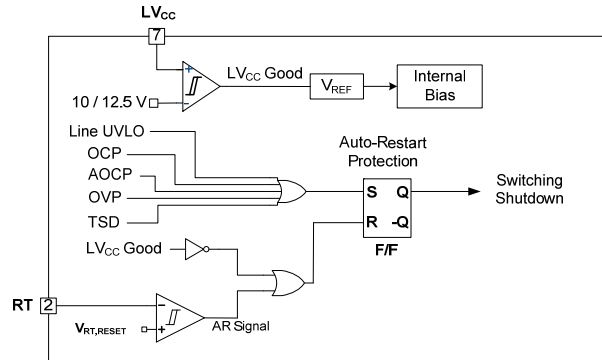 LVCC
7
LVCC Good
10 / 12.5 V
+
-
VREF
Internal
Bias
Line UVLO
OCP
AOCP
OVP
TSD
Auto-Restart
Protection
S Q
R -Q
F/F
Switching
Shutdown
LVCC Good
RT 2
-
+
VRT,RESET
AR Signal